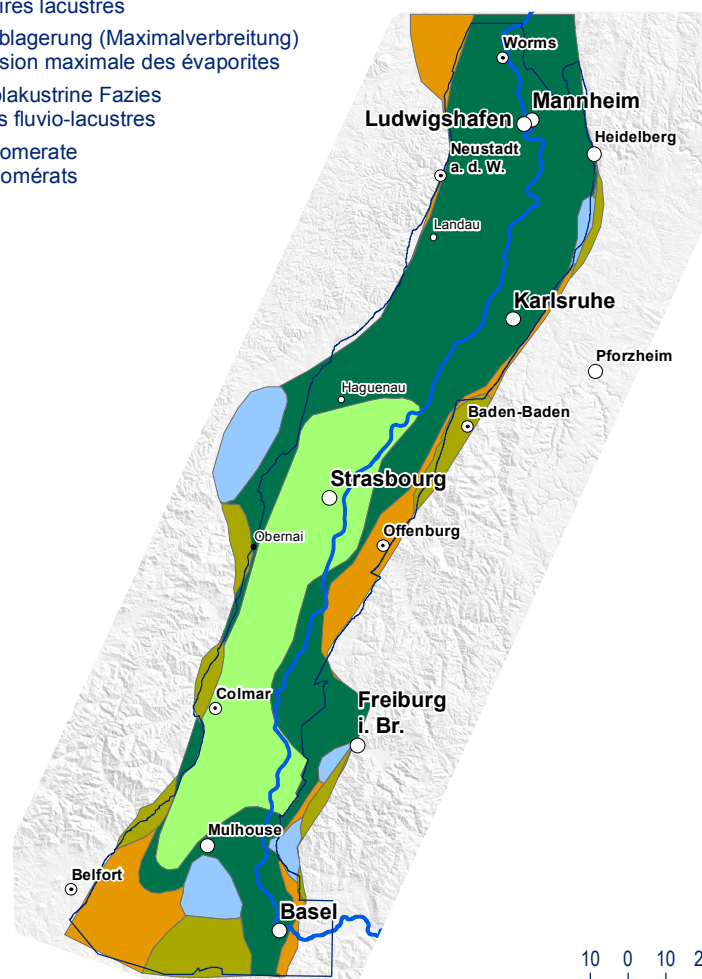 ires lacustres
blagerung (Maximalverbreitung)
sion maximale des évaporites
olakustrine Fazies
s fluvio-lacustres
omerate
omérats
Worms
Mannheim
Ludwigshafen
Heidelberg
Neustadt
a. d. W.
Landau
Karlsruhe
Pforzheim
Haguenau
Baden-Baden
Strasbourg
Offenburg
Obernai
Colmar
Freiburg
i. Br.
Mulhouse
Belfort
Basel
10 0 10 2